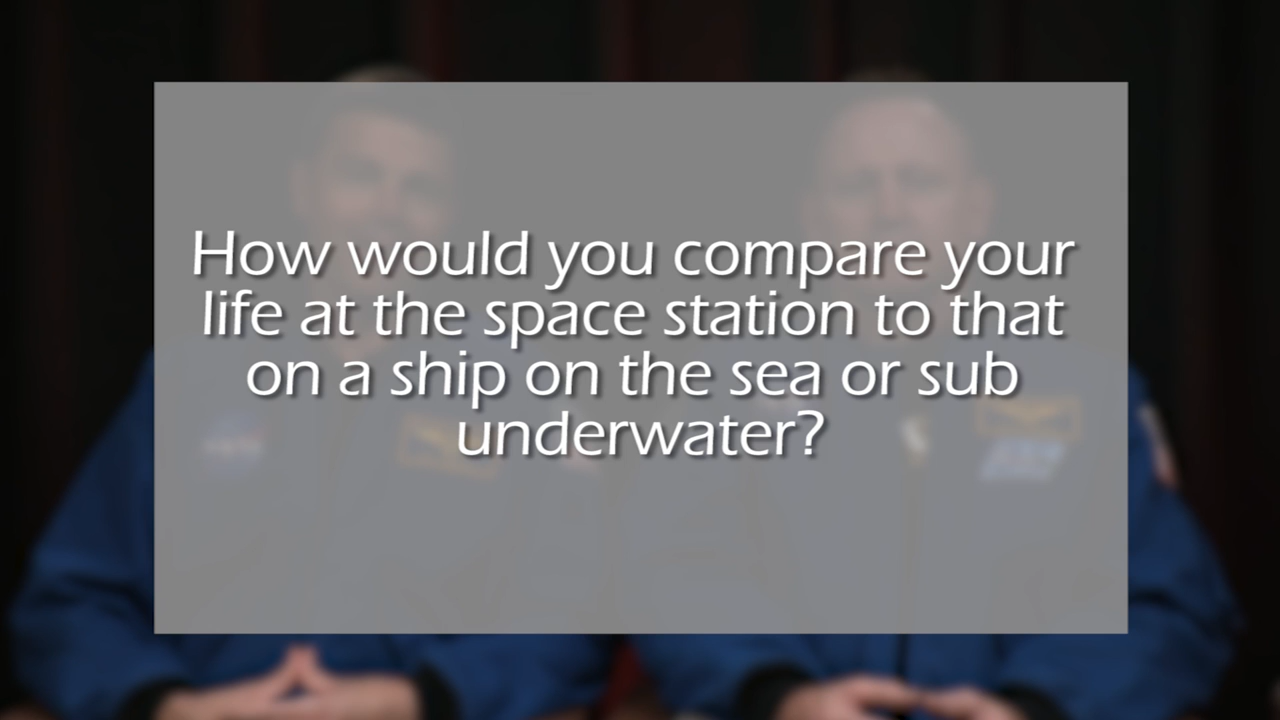 How would you compare your
life at the space station to that
on a ship on the sea or sub
underwater?